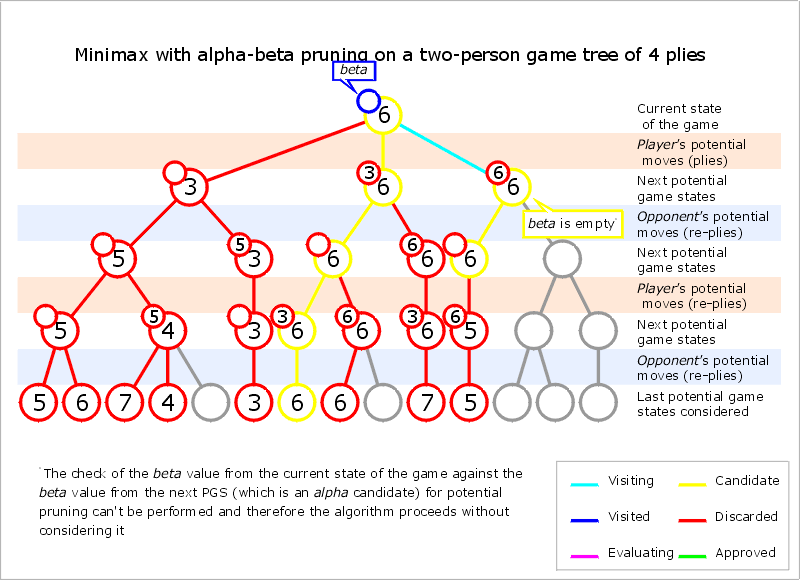 Minimax with alpha-beta pruning on a two-person game tree of 4 plies
beta
6
Current state
of the game
Player's potential
moves (plies)
3
3 6
6 6
Next potential
game states
beta is empty*
Opponent's potential
moves (re-plies)
5
5 3
6
6 6
6
Next potential
game states
Player's potential
moves (re-plies)
5
5 4
3
3 6
6 6
3 6
6 5
Next potential
game states
Opponent's potential
moves (re-plies)
5 6 7 4 3 6 6 7 5
Last potential game
states considered
*The check of the beta value from the current state of the game against the
beta value from the next PGS (which is an alpha candidate) for potential
pruning can't be performed and therefore the algorithm proceeds without
considering it
Visiting
Candidate
Visited
Discarded
Evaluating
Approved